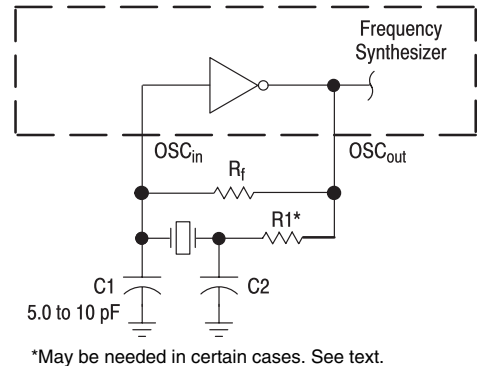 Frequency
Synthesizer
OSCin
OSCout
Rf
R1*
C1
C2
5.0 to 10 pF
*May be needed in certain cases. See text.